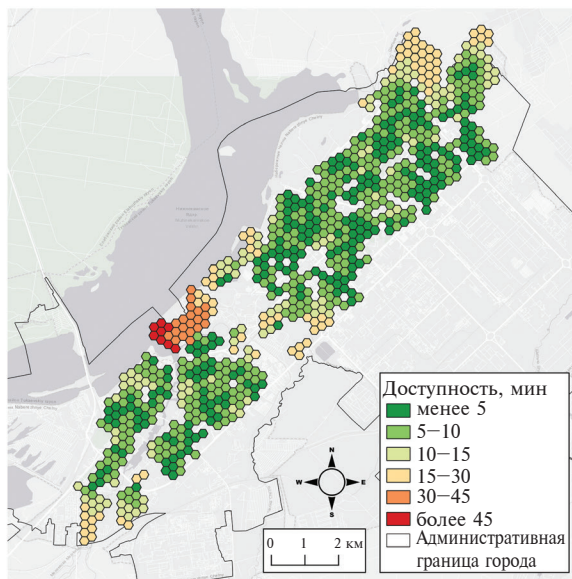 N
W E
S
0 1 2 км
Доступность, мин
менее 5
5–10
10–15
15–30
30–45
более 45
Административная
граница города